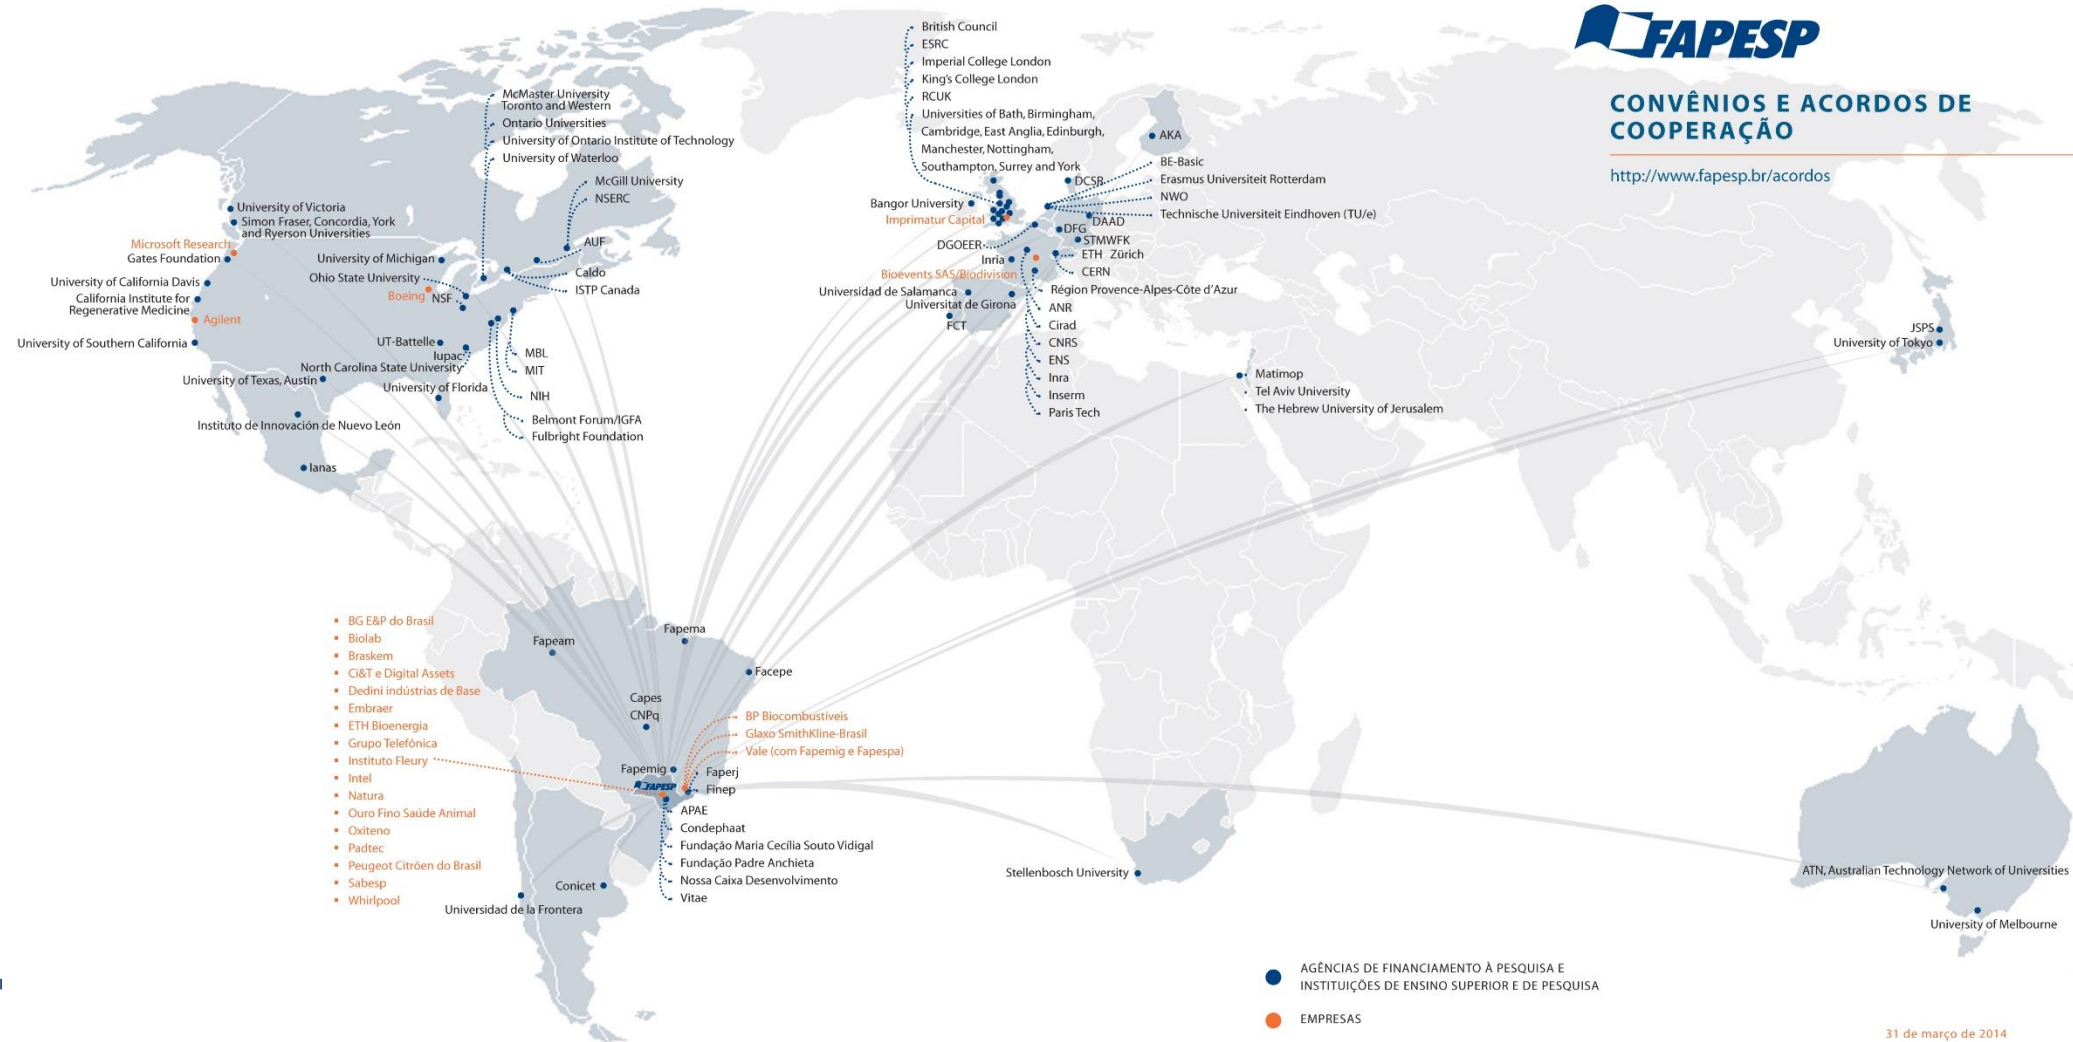 FAPESP
CONVÊNIOS E ACORDOS DE
COOPERAÇÃO
http://www.fapesp.br/acordos
McMaster University
Toronto and Western
Ontario Universities
University of Ontario Institute of Technology
University of Waterloo
McGill University
NSERC
AUF
Caldo
ISTP Canada
University of Victoria
Simon Fraser, Concordia, York
and Ryerson Universities
Microsoft Research
Gates Foundation
University of Michigan
Ohio State University
Boeing
NSF
University of California Davis
California Institute for
Regenerative Medicine
Agilent
University of Southern California
UT-Battelle
Iupac
North Carolina State University
University of Texas, Austin
University of Florida
MBL
MIT
NIH
Belmont Forum/IGFA
Fulbright Foundation
Instituto de Innovación de Nuevo León
Ianas
British Council
ESRC
Imperial College London
King's College London
RCUK
Universities of Bath, Birmingham,
Cambridge, East Anglia, Edinburgh,
Manchester, Nottingham,
Southampton, Surrey and York
Bangor University
Imprimatur Capital
AKA
DCSR
BE-Basic
Erasmus Universiteit Rotterdam
NWO
Technische Universiteit Eindhoven (TU/e)
DAAD
DFG
STMWFK
ETH Zürich
CERN
DGOEER
Inria
Bioevents SAS/Biodivision
Universidad de Salamanca
Universitat de Girona
FCT
Région Provence-Alpes-Côte d'Azur
ANR
Cirad
CNRS
ENS
Inra
Inserm
Paris Tech
Matimop
Tel Aviv University
The Hebrew University of Jerusalem
JSPS
University of Tokyo
BG E&P do Brasil
Biolab
Braskem
Ci&T e Digital Assets
Dedini indústrias de Base
Embraer
ETH Bioenergia
Grupo Telefônica
Instituto Fleury
Intel
Natura
Ouro Fino Saúde Animal
Oxiteno
Padtec
Peugeot Citröen do Brasil
Sabesp
Whirlpool
Fapeam
Fapema
Facepe
Capes
CNPq
BP Biocombustíveis
Glaxo SmithKline-Brasil
Vale (com Fapemig e Fapespa)
Fapemig
FAPESP
Faperj
Finep
APAE
Condephaat
Fundação Maria Cecília Souto Vidigal
Fundação Padre Anchieta
Nossa Caixa Desenvolvimento
Vitae
Conicet
Universidad de la Frontera
Stellenbosch University
ATN, Australian Technology Network of Universities
University of Melbourne
AGÊNCIAS DE FINANCIAMENTO À PESQUISA E
INSTITUIÇÕES DE ENSINO SUPERIOR E DE PESQUISA
EMPRESAS
31 de março de 2014